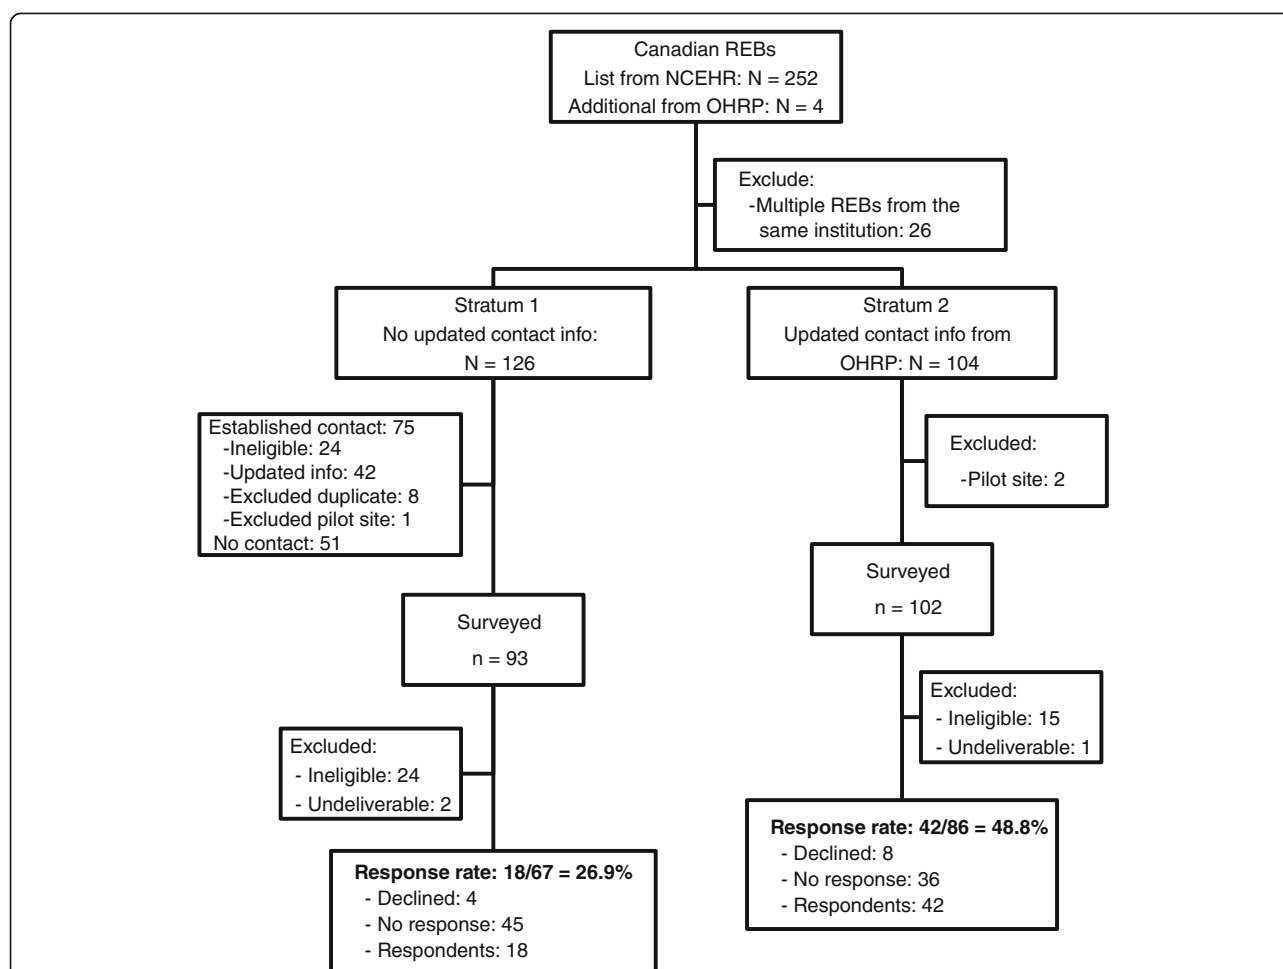 Canadian REBs
List from NCEHR: N = 252
Additional from OHRP: N = 4
Exclude:
-Multiple REBs from the
same institution: 26
Stratum 1
No updated contact info:
N = 126
Stratum 2
Updated contact info from
OHRP: N = 104
Established contact: 75
-Ineligible: 24
-Updated info: 42
-Excluded duplicate: 8
-Excluded pilot site: 1
No contact: 51
Excluded:
-Pilot site: 2
Surveyed
n = 93
Surveyed
n = 102
Excluded:
- Ineligible: 24
- Undeliverable: 2
Excluded:
- Ineligible: 15
- Undeliverable: 1
Response rate: 18/67 = 26.9%
- Declined: 4
- No response: 45
- Respondents: 18
Response rate: 42/86 = 48.8%
- Declined: 8
- No response: 36
- Respondents: 42